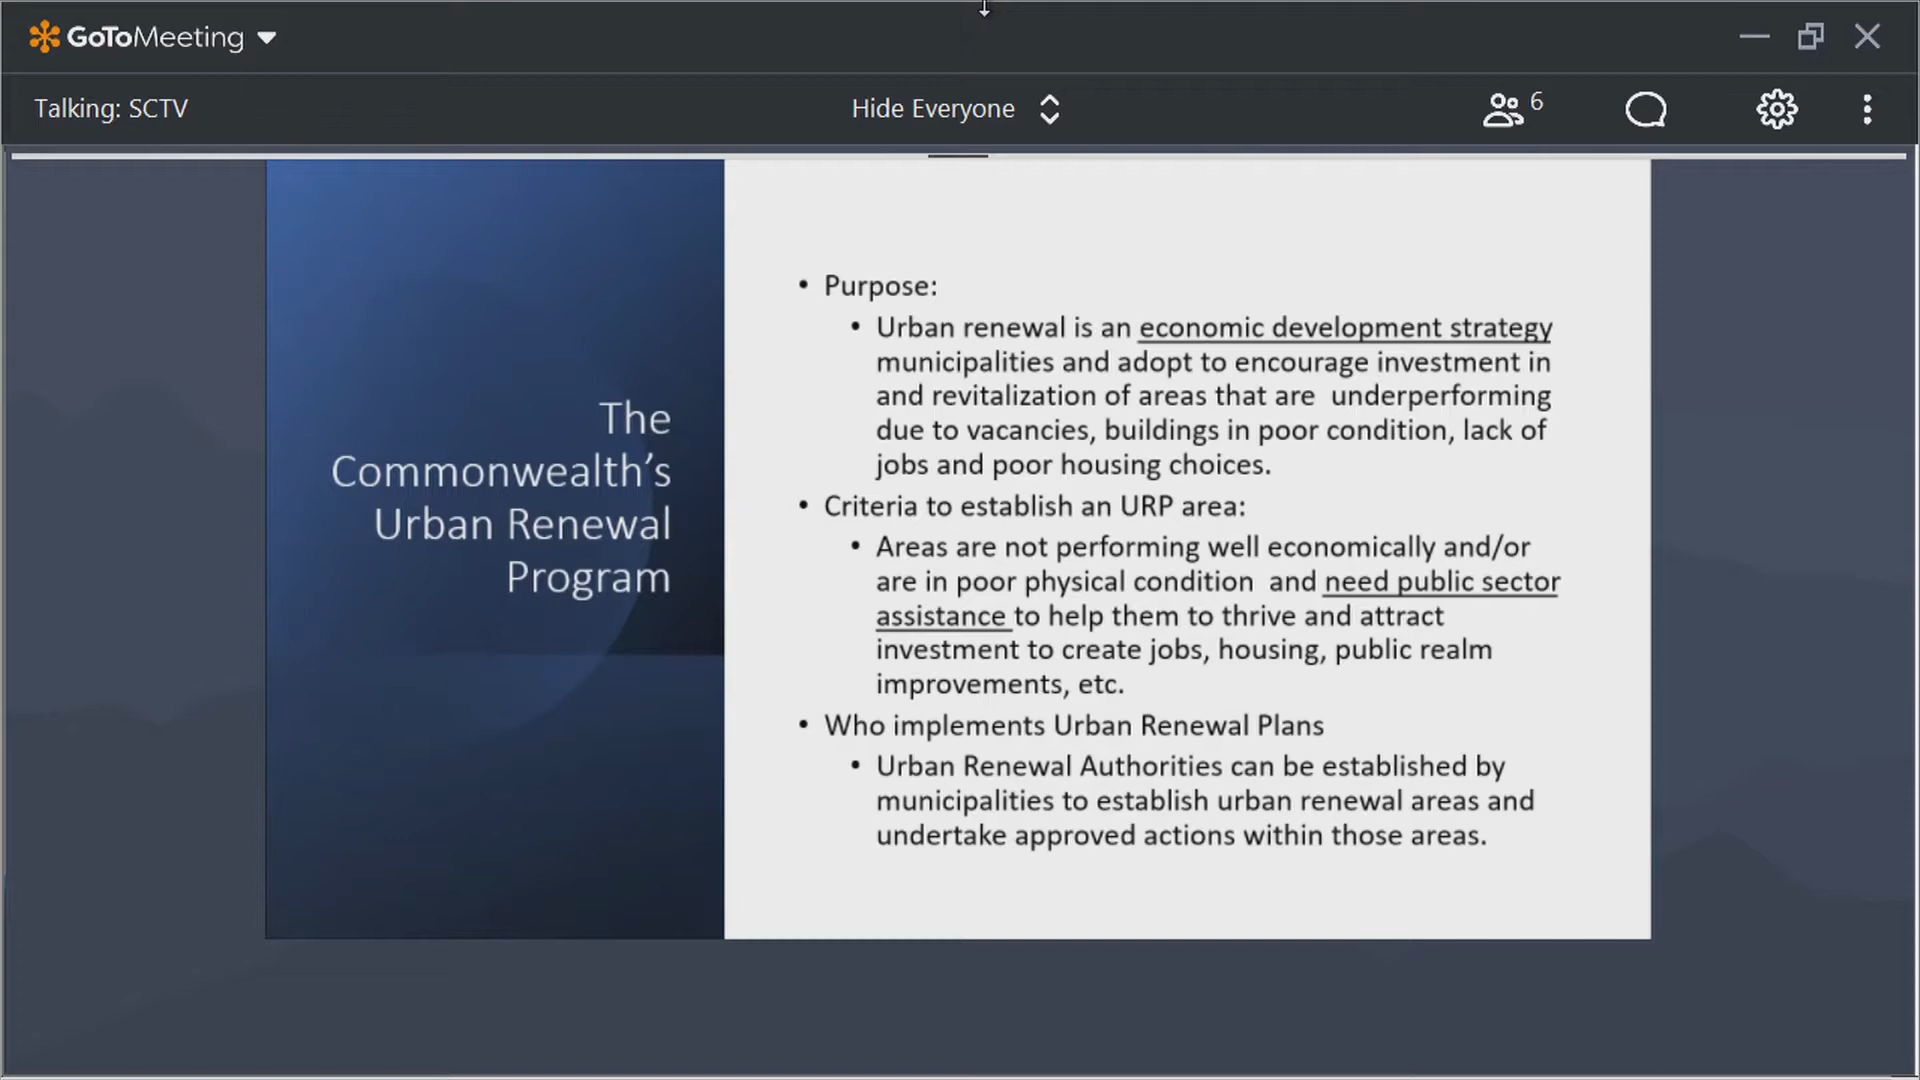 GoToMeeting
Talking: SCTV
Hide Everyone
6
The
Commonwealth’s
Urban Renewal
Program
• Purpose:
• Urban renewal is an economic development strategy
municipalities and adopt to encourage investment in
and revitalization of areas that are underperforming
due to vacancies, buildings in poor condition, lack of
jobs and poor housing choices.
• Criteria to establish an URP area:
• Areas are not performing well economically and/or
are in poor physical condition and need public sector
assistance to help them to thrive and attract
investment to create jobs, housing, public realm
improvements, etc.
• Who implements Urban Renewal Plans
• Urban Renewal Authorities can be established by
municipalities to establish urban renewal areas and
undertake approved actions within those areas.